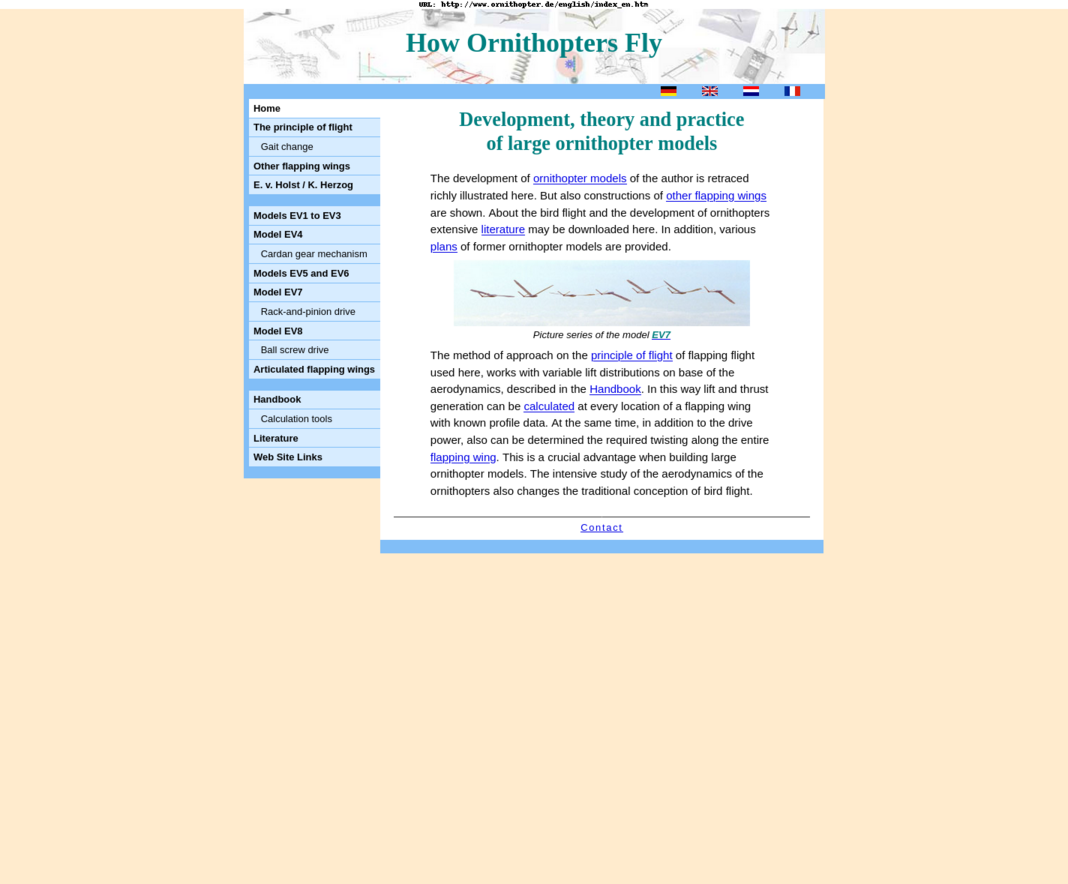 URL: http://www.ornithopter.de/english/index_en.htm
How Ornithopters Fly
Home
The principle of flight
Gait change
Other flapping wings
E. v. Holst / K. Herzog
Models EV1 to EV3
Model EV4
Cardan gear mechanism
Models EV5 and EV6
Model EV7
Rack-and-pinion drive
Model EV8
Ball screw drive
Articulated flapping wings
Handbook
Calculation tools
Literature
Web Site Links
Development, theory and practice
of large ornithopter models
The development of ornithopter models of the author is retraced
richly illustrated here. But also constructions of other flapping wings
are shown. About the bird flight and the development of ornithopters
extensive literature may be downloaded here. In addition, various
plans of former ornithopter models are provided.
Picture series of the model EV7
The method of approach on the principle of flight of flapping flight
used here, works with variable lift distributions on base of the
aerodynamics, described in the Handbook. In this way lift and thrust
generation can be calculated at every location of a flapping wing
with known profile data. At the same time, in addition to the drive
power, also can be determined the required twisting along the entire
flapping wing. This is a crucial advantage when building large
ornithopter models. The intensive study of the aerodynamics of the
ornithopters also changes the traditional conception of bird flight.
Contact